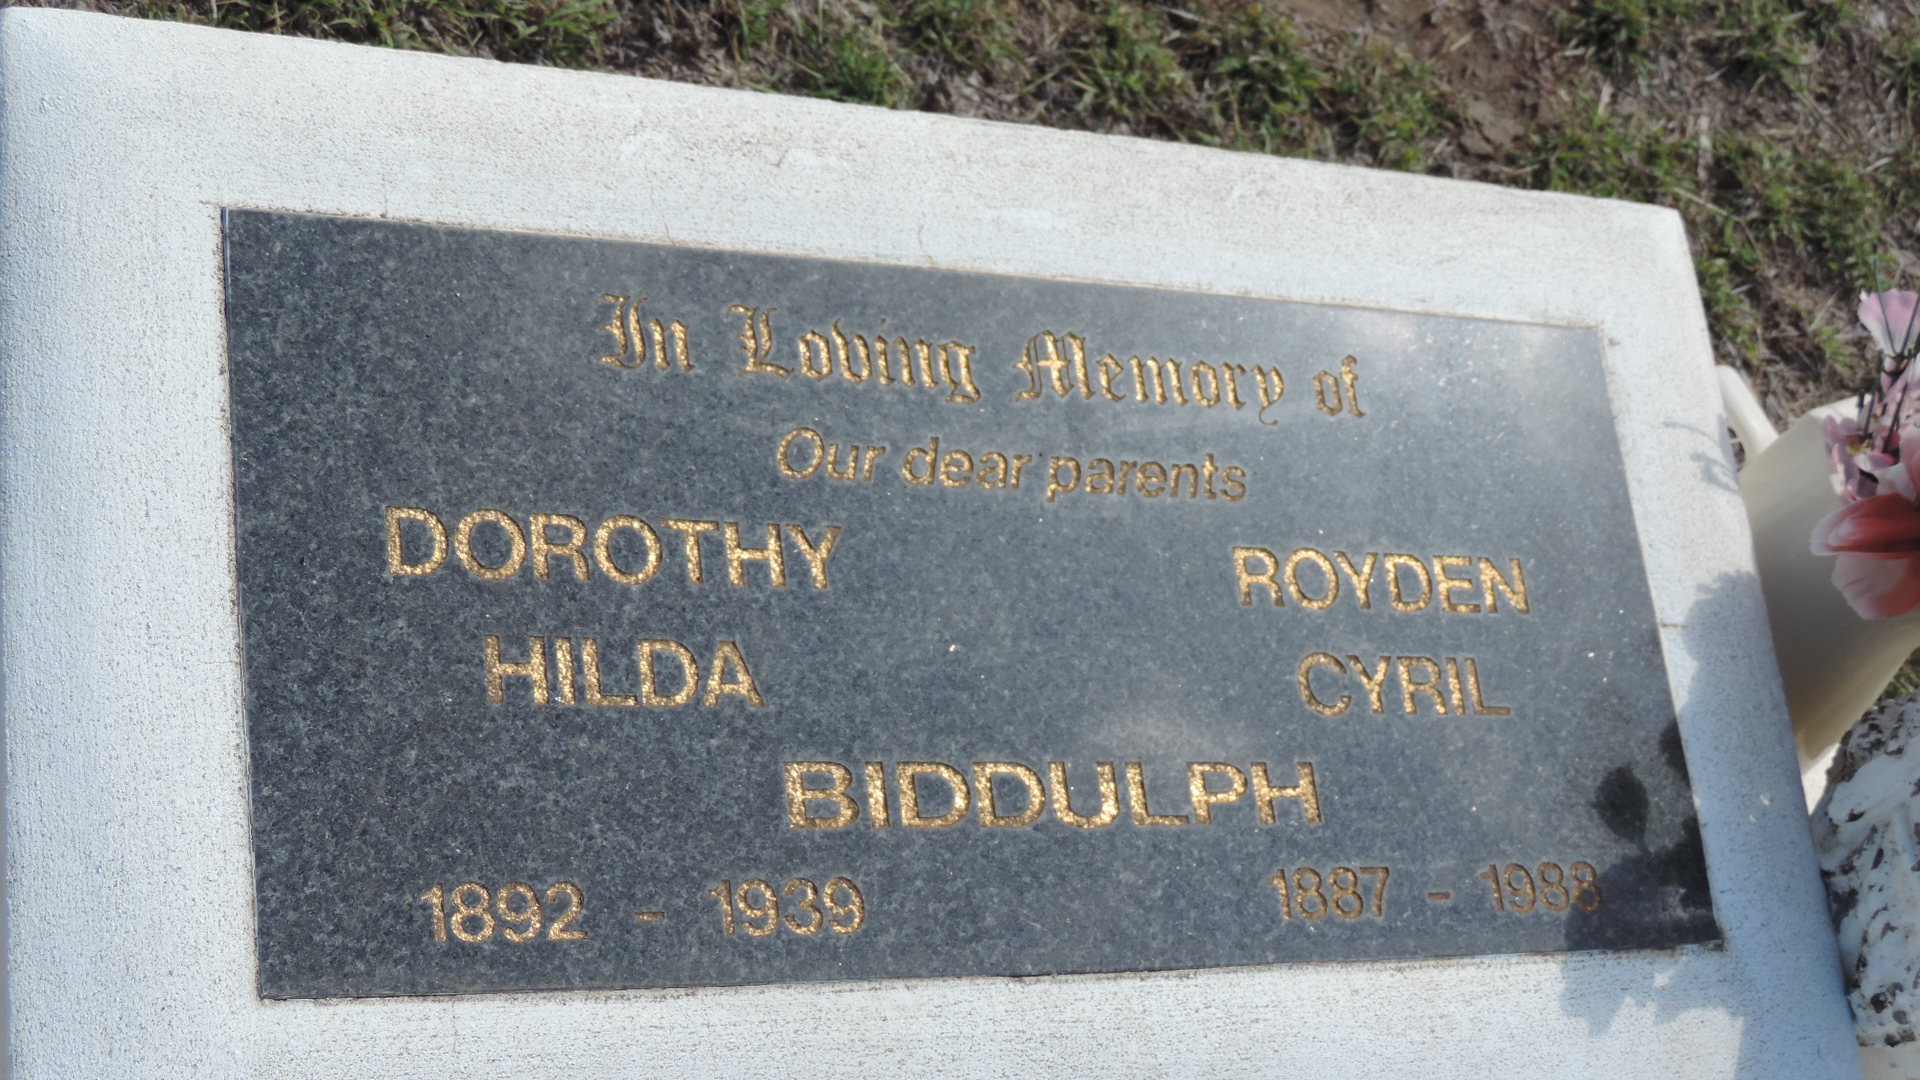 In Loving Memory of
Our dear parents
DOROTHY ROYDEN
HILDA CYRIL
BIDDULPH
1892 - 1939 1887 - 1988